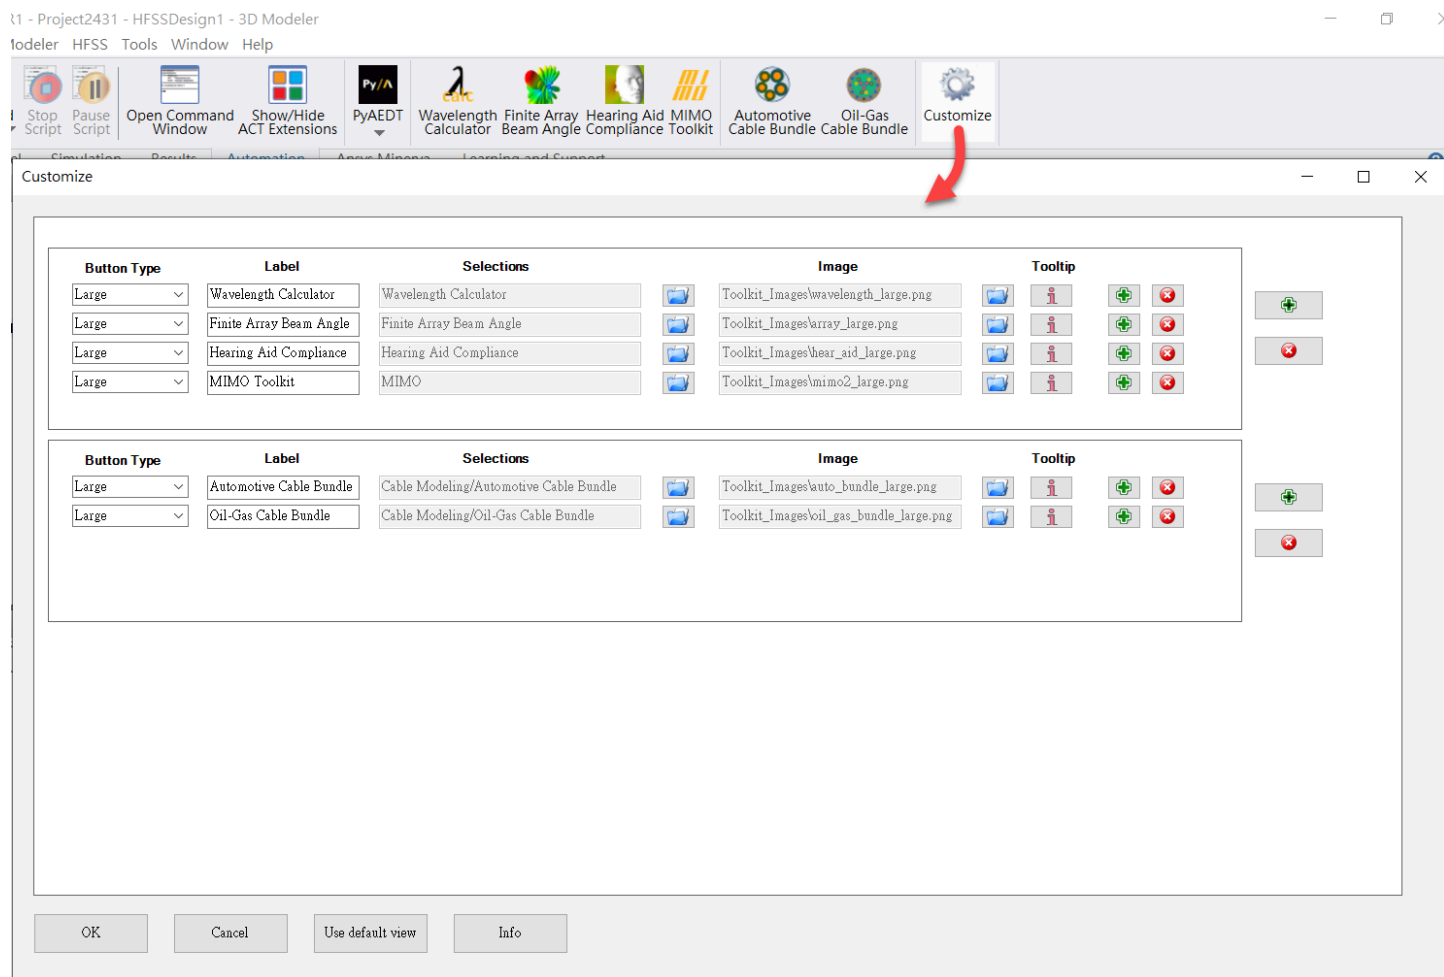 R1 - Project2431 - HFSSDesign1 - 3D Modeler
Modeler HFSS Tools Window Help
Stop Script
Pause Script
Open Command Window
Show/Hide ACT Extensions
Py/Λ
PyAEDT
λ calc
Wavelength Calculator
Finite Array Beam Angle
Hearing Aid Compliance
MIMO Toolkit
Automotive Cable Bundle
Oil-Gas Cable Bundle
Customize
Simulation Results Automation Ansys Minerva Learning and Support
Customize
Button Type Label Selections Image Tooltip
Large Wavelength Calculator Wavelength Calculator Toolkit_Images\wavelength_large.png
Large Finite Array Beam Angle Finite Array Beam Angle Toolkit_Images\array_large.png
Large Hearing Aid Compliance Hearing Aid Compliance Toolkit_Images\hear_aid_large.png
Large MIMO Toolkit MIMO Toolkit_Images\mimo2_large.png
Button Type Label Selections Image Tooltip
Large Automotive Cable Bundle Cable Modeling/Automotive Cable Bundle Toolkit_Images\auto_bundle_large.png
Large Oil-Gas Cable Bundle Cable Modeling/Oil-Gas Cable Bundle Toolkit_Images\oil_gas_bundle_large.png
OK Cancel Use default view Info